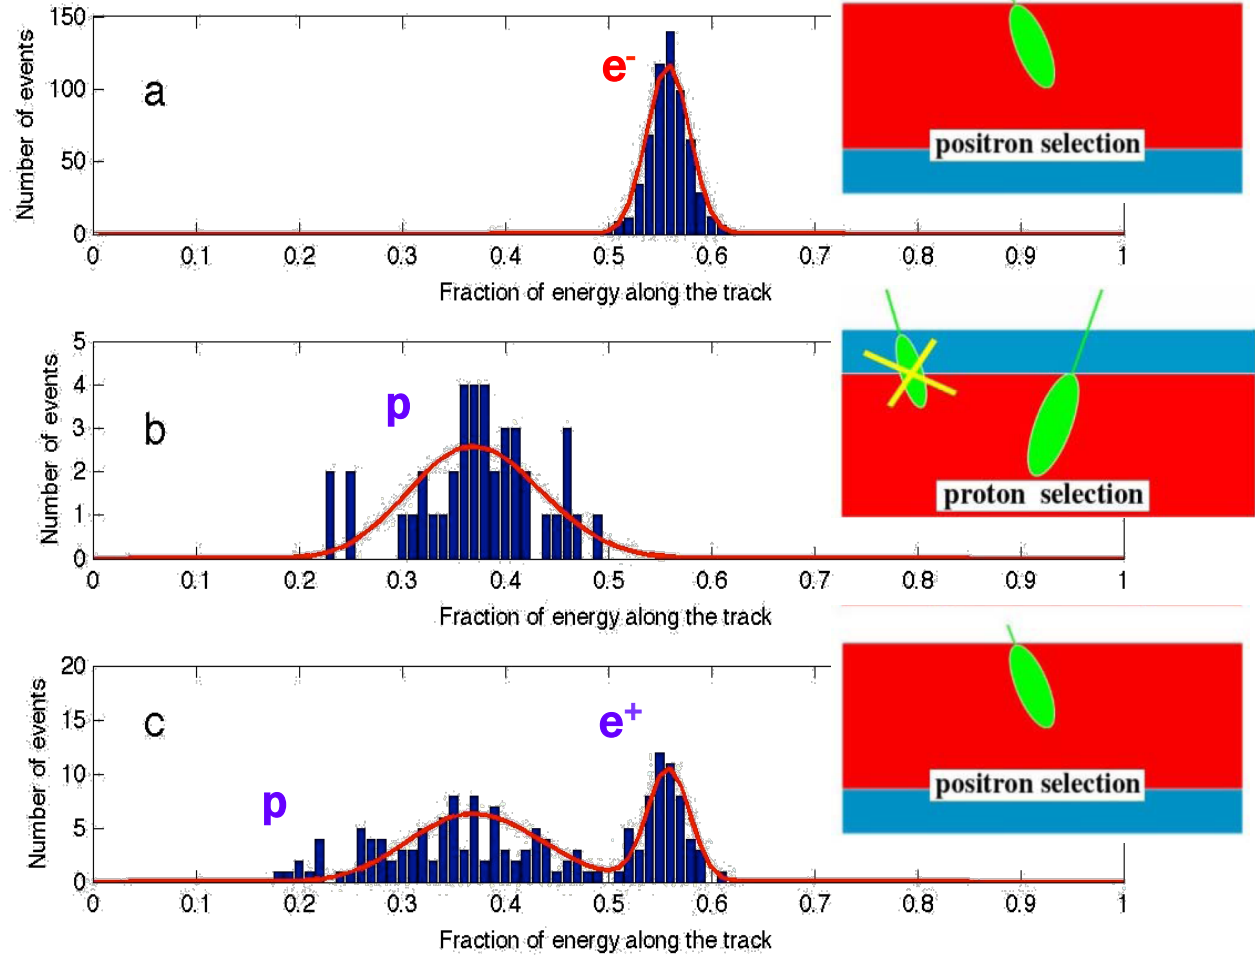 150
100
50
0
Number of events
a
e-
positron selection
0 0.1 0.2 0.3 0.4 0.5 0.6 0.7 0.8 0.9 1
Fraction of energy along the track
5
4
3
2
1
0
Number of events
b
p
proton selection
0 0.1 0.2 0.3 0.4 0.5 0.6 0.7 0.8 0.9 1
Fraction of energy along the track
20
15
10
5
0
Number of events
c
p
e+
positron selection
0 0.1 0.2 0.3 0.4 0.5 0.6 0.7 0.8 0.9 1
Fraction of energy along the track